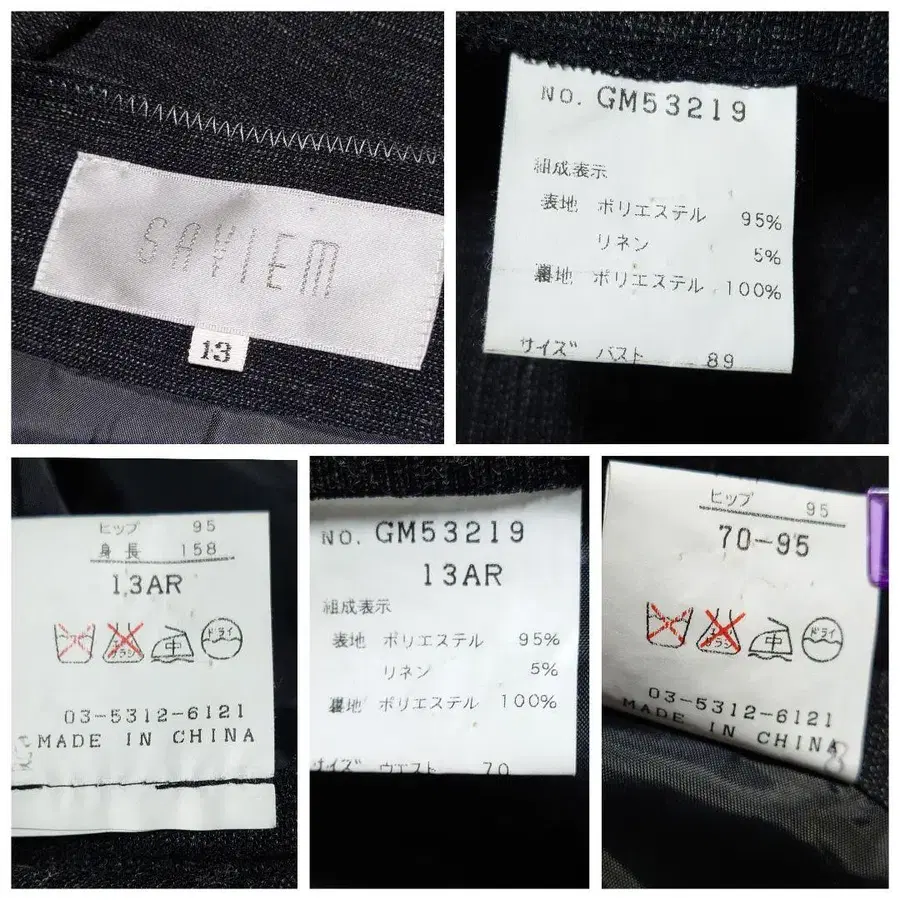 SAVIEM
13
NO. GM53219
組成表示
表地 ポリエステル 95%
リネン 5%
裏地 ポリエステル 100%
サイズ バスト 89
ヒップ 95
身長 158
13AR
ドライ
03-5312-6121
MADE IN CHINA
NO. GM53219
13AR
組成表示
表地 ポリエステル 95%
リネン 5%
裏地 ポリエステル 100%
サイズ ウエスト 70
ヒップ 95
70-95
中 ドライ
03-5312-6121
MADE IN CHINA